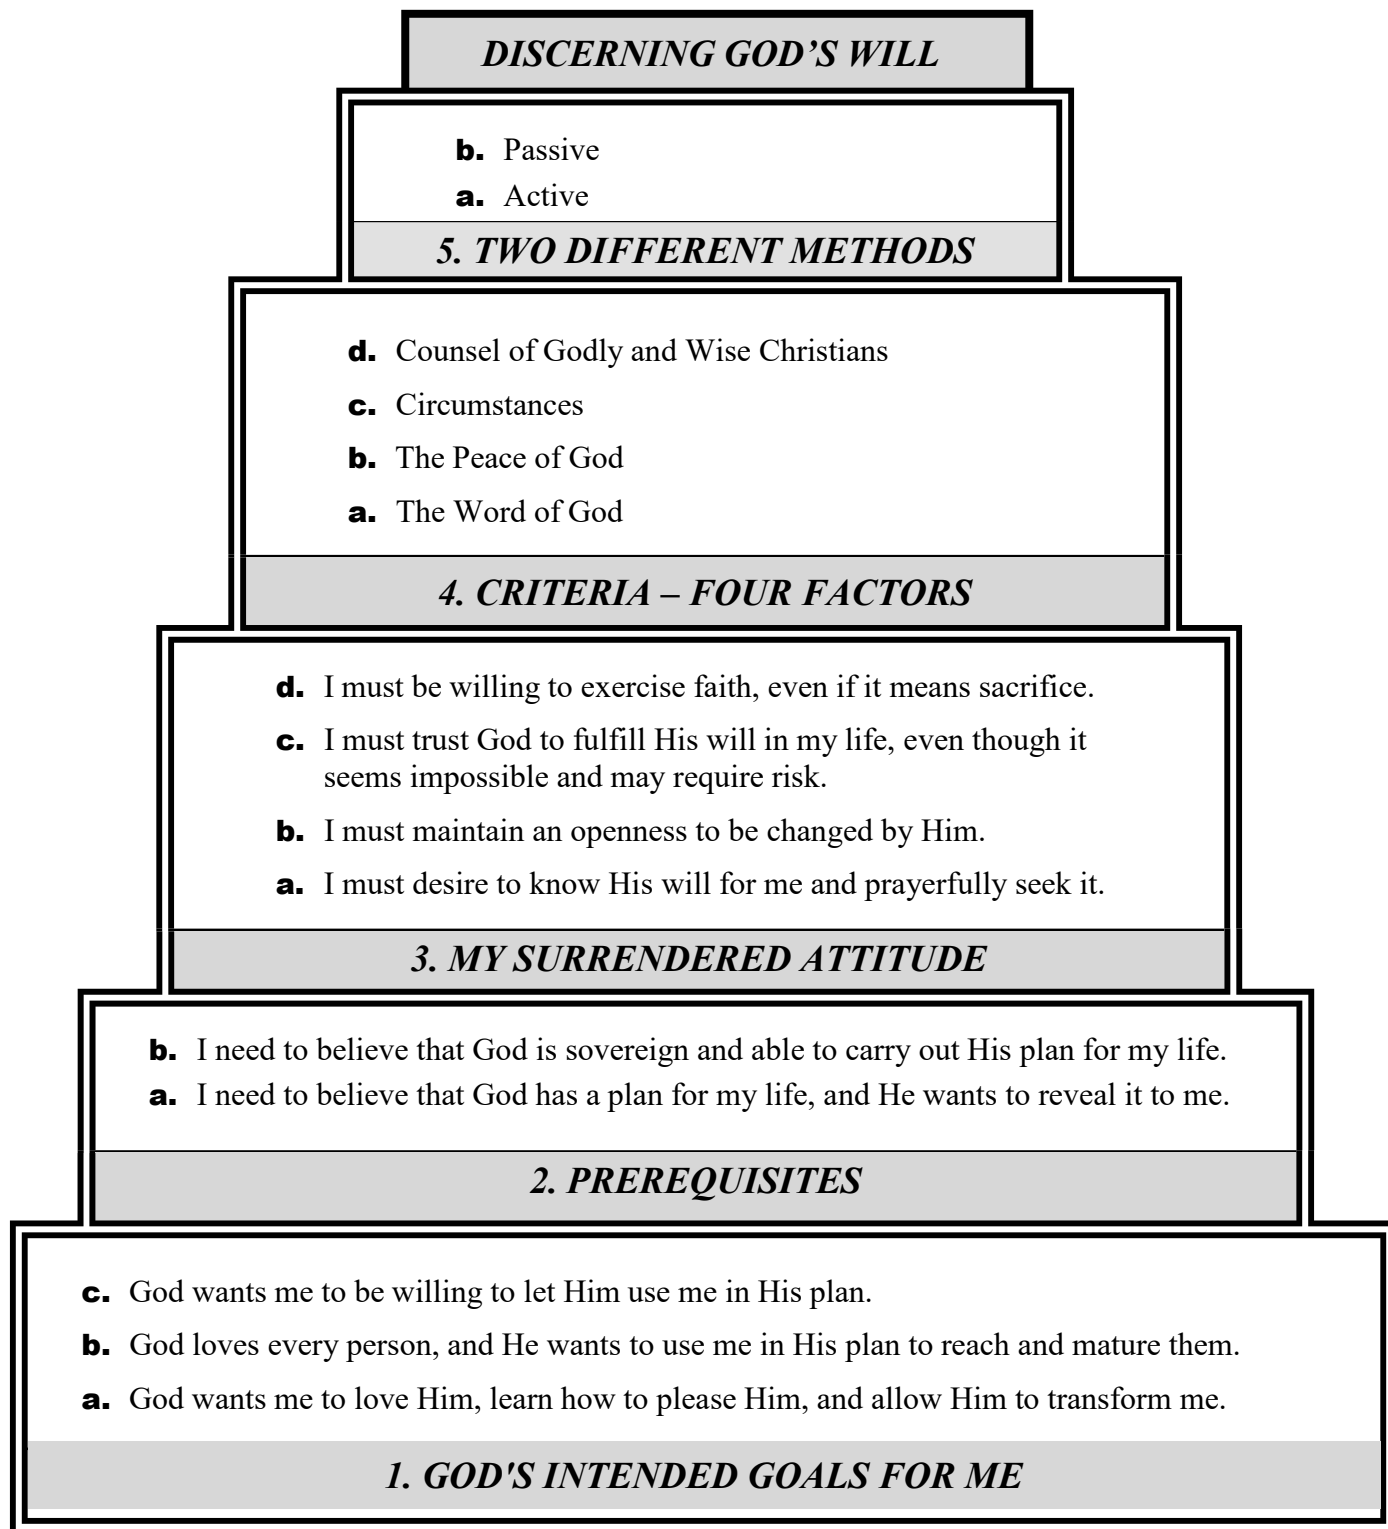 DISCERNING GOD’S WILL
b. Passive
a. Active
5. TWO DIFFERENT METHODS
d. Counsel of Godly and Wise Christians
c. Circumstances
b. The Peace of God
a. The Word of God
4. CRITERIA – FOUR FACTORS
d. I must be willing to exercise faith, even if it means sacrifice.
c. I must trust God to fulfill His will in my life, even though it
seems impossible and may require risk.
b. I must maintain an openness to be changed by Him.
a. I must desire to know His will for me and prayerfully seek it.
3. MY SURRENDERED ATTITUDE
b. I need to believe that God is sovereign and able to carry out His plan for my life.
a. I need to believe that God has a plan for my life, and He wants to reveal it to me.
2. PREREQUISITES
c. God wants me to be willing to let Him use me in His plan.
b. God loves every person, and He wants to use me in His plan to reach and mature them.
a. God wants me to love Him, learn how to please Him, and allow Him to transform me.
1. GOD'S INTENDED GOALS FOR ME